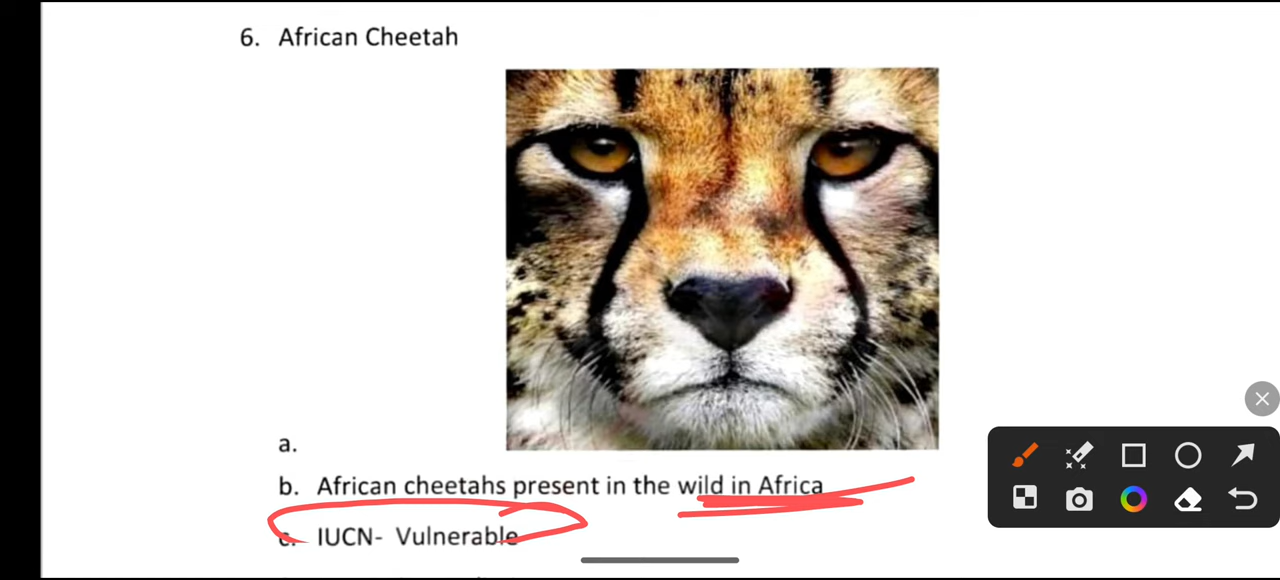 6. African Cheetah
a.
b. African cheetahs present in the wild in Africa
c. IUCN- Vulnerable